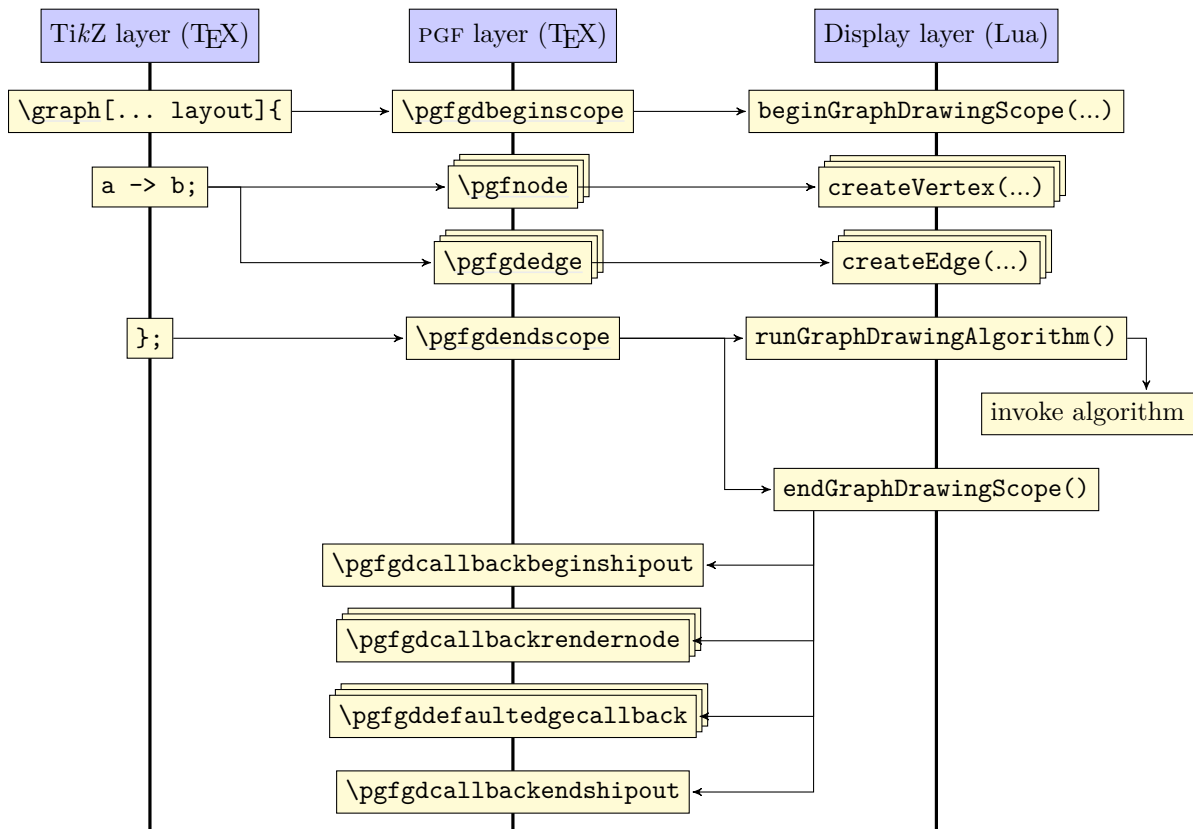 TikZ layer (TEX)
PGF layer (TEX)
Display layer (Lua)
\graph[... layout]{
\pgfgdbeginscope
beginGraphDrawingScope(…)
a -> b;
\pgfnode
createVertex(…)
\pgfgdedge
createEdge(…)
};
\pgfgdendscope
runGraphDrawingAlgorithm()
invoke algorithm
endGraphDrawingScope()
\pgfgdcallbackbeginshipout
\pgfgdcallbackrendernode
\pgfgddefaultedgecallback
\pgfgdcallbackendshipout